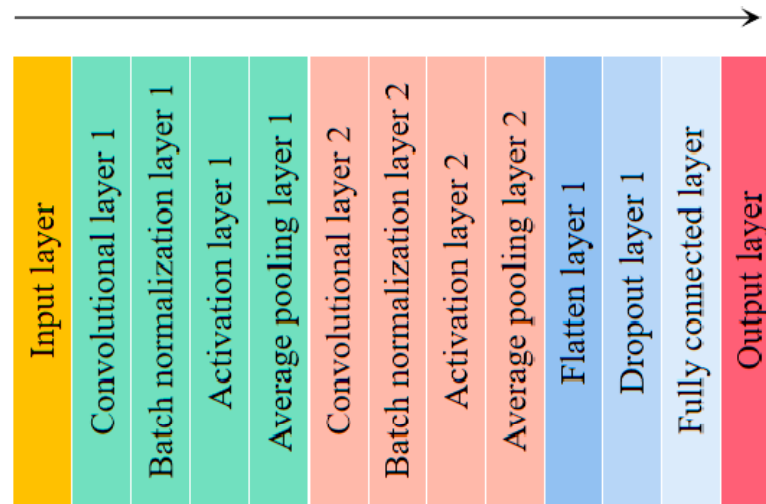 Input layer
Convolutional layer 1
Batch normalization layer 1
Activation layer 1
Average pooling layer 1
Convolutional layer 2
Batch normalization layer 2
Activation layer 2
Average pooling layer 2
Flatten layer 1
Dropout layer 1
Fully connected layer
Output layer